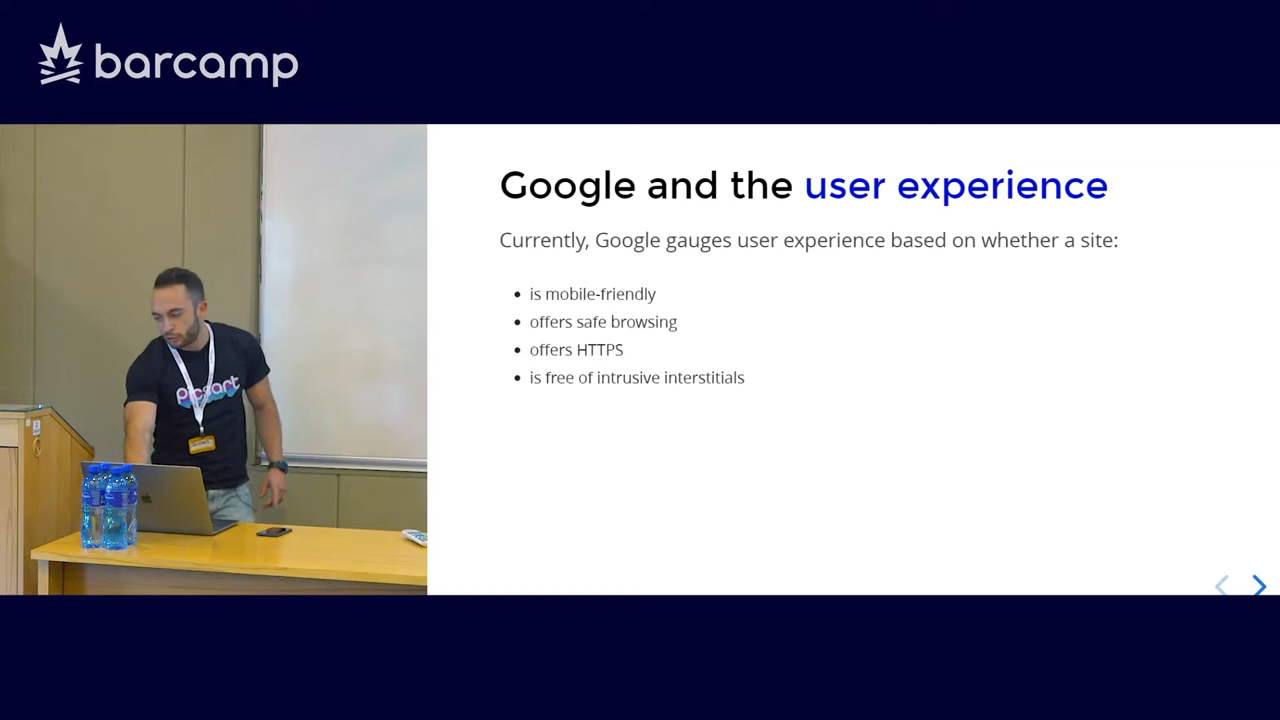 barcamp
Google and the user experience
Currently, Google gauges user experience based on whether a site:
• is mobile-friendly
• offers safe browsing
• offers HTTPS
• is free of intrusive interstitials
picsart